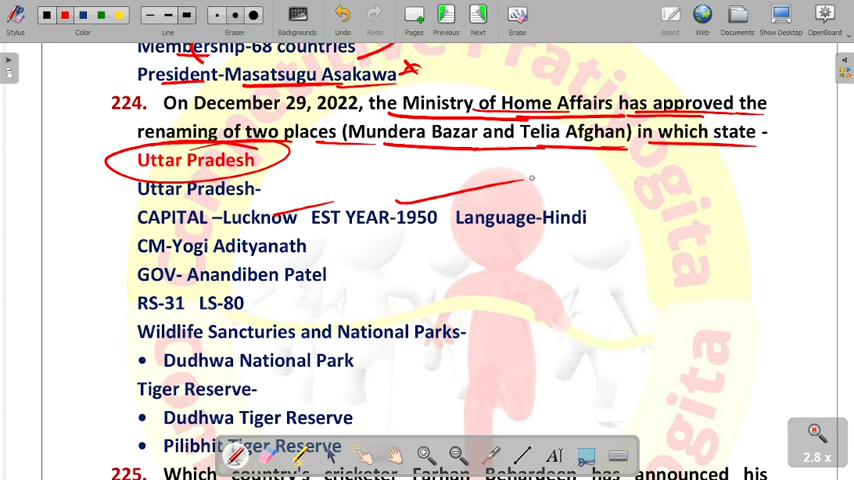 Stylus
Color
Line
Eraser
Backgrounds
Undo
Redo
Pages
Previous
Next
Erase
Board
Web
Documents
Show Desktop
OpenBoard
Membership-68 countries
President-Masatsugu Asakawa
224. On December 29, 2022, the Ministry of Home Affairs has approved the
renaming of two places (Mundera Bazar and Telia Afghan) in which state -
Uttar Pradesh
Uttar Pradesh-
CAPITAL –Lucknow EST YEAR-1950 Language-Hindi
CM-Yogi Adityanath
GOV- Anandiben Patel
RS-31 LS-80
Wildlife Sancturies and National Parks-
• Dudhwa National Park
Tiger Reserve-
• Dudhwa Tiger Reserve
• Pilibhit Tiger Reserve
225. Which country's cricketer Farhan Behardeen has announced his
2.8 x